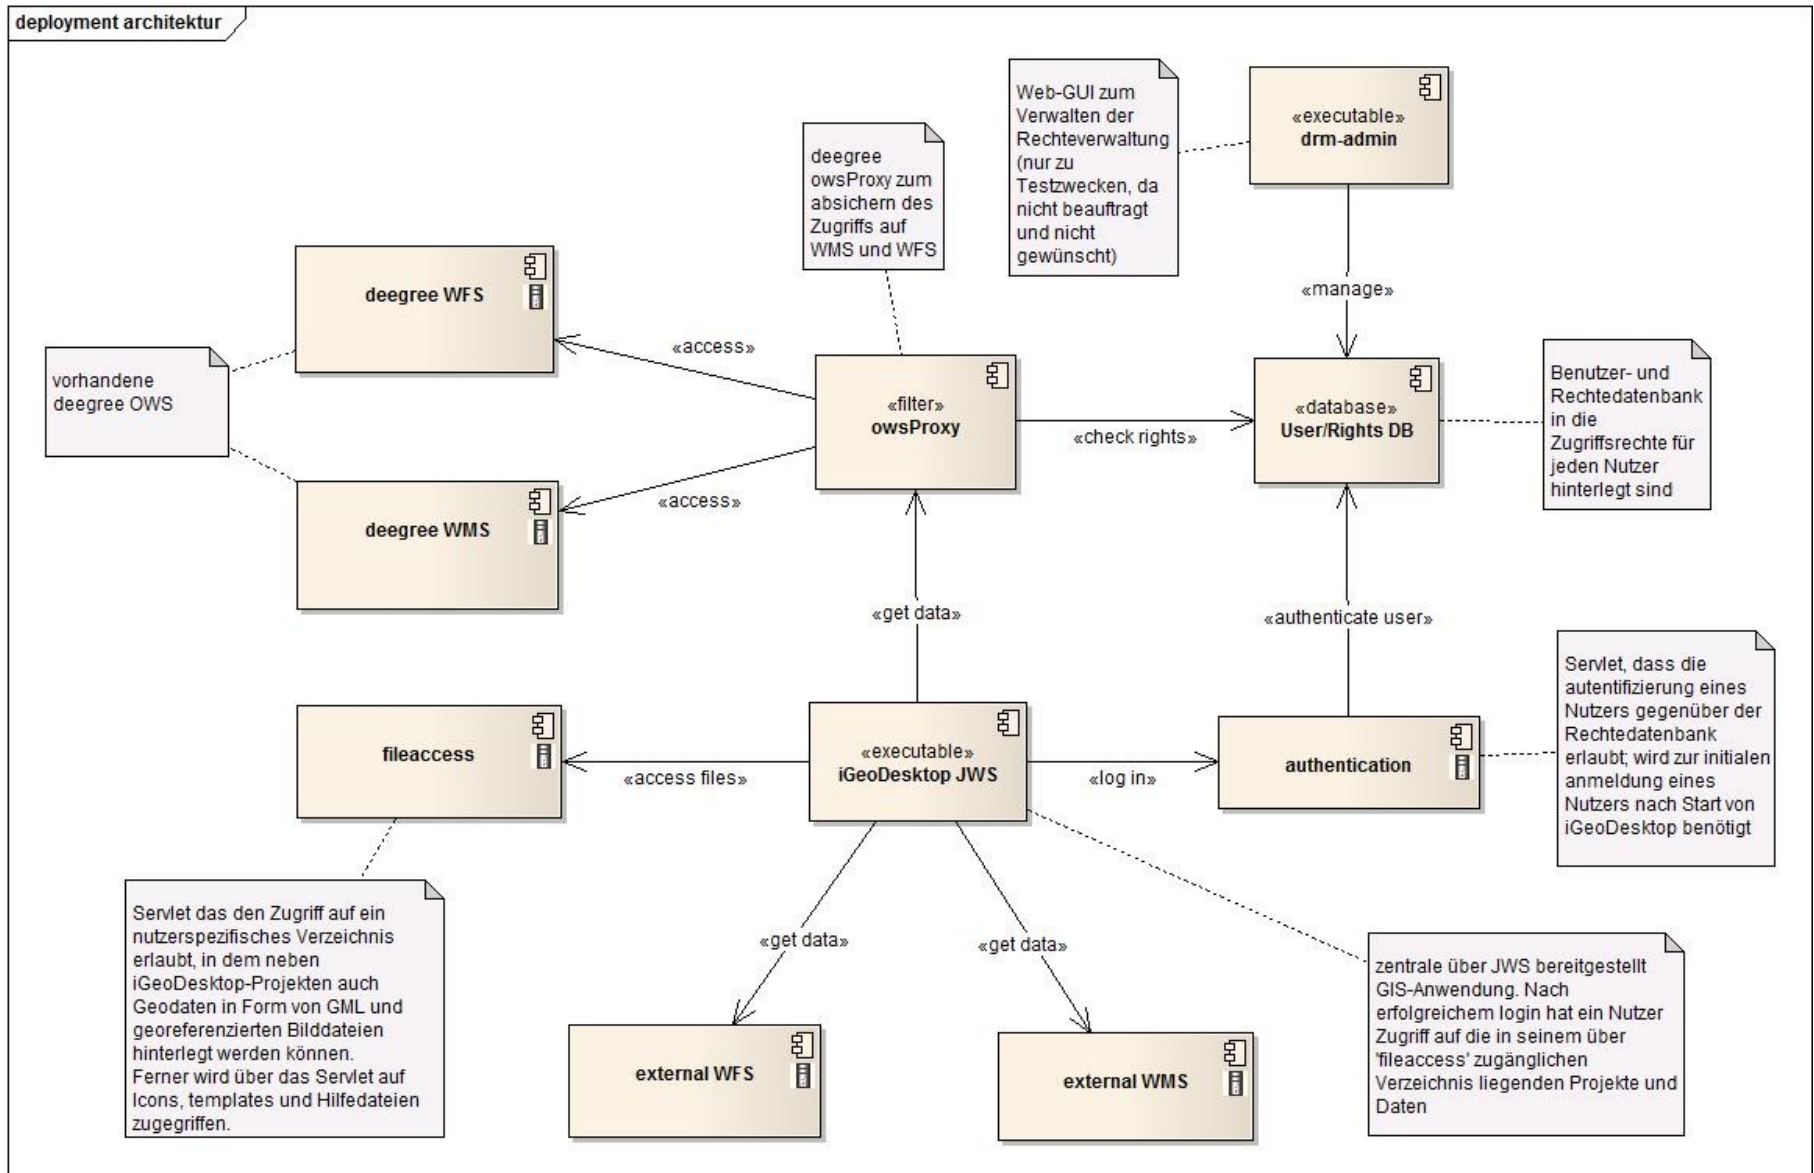 deployment architektur
Web-GUI zum
Verwalten der
Rechteverwaltung
(nur zu
Testzwecken, da
nicht beauftragt
und nicht
gewünscht)
«executable»
drm-admin
deegree
owsProxy zum
absichern des
Zugriffs auf
WMS und WFS
deegree WFS
«manage»
«access»
vorhandene
deegree OWS
«filter»
owsProxy
«check rights»
«database»
User/Rights DB
Benutzer- und
Rechtedatenbank
in die
Zugriffsrechte für
jeden Nutzer
hinterlegt sind
deegree WMS
«access»
«get data»
«authenticate user»
Servlet, dass die
autentifizierung eines
Nutzers gegenüber der
Rechtedatenbank
erlaubt; wird zur initialen
anmeldung eines
Nutzers nach Start von
iGeoDesktop benötigt
fileaccess
«access files»
«executable»
iGeoDesktop JWS
«log in»
authentication
Servlet das den Zugriff auf ein
nutzerspezifisches Verzeichnis
erlaubt, in dem neben
iGeoDesktop-Projekten auch
Geodaten in Form von GML und
georeferenzierten Bilddateien
hinterlegt werden können.
Ferner wird über das Servlet auf
Icons, templates und Hilfedateien
zugegriffen.
«get data»
«get data»
zentrale über JWS bereitgestellt
GIS-Anwendung. Nach
erfolgreichem login hat ein Nutzer
Zugriff auf die in seinem über
'fileaccess' zugänglichen
Verzeichnis liegenden Projekte und
Daten
external WFS
external WMS